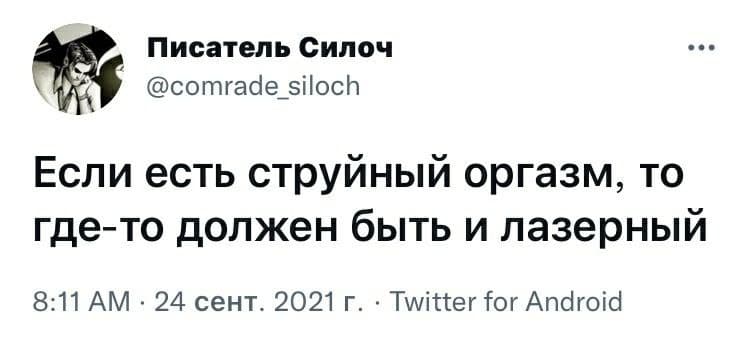 Писатель Силоч
@comrade_siloch
Если есть струйный оргазм, то
где-то должен быть и лазерный
8:11 AM · 24 сент. 2021 г. · Twitter for Android